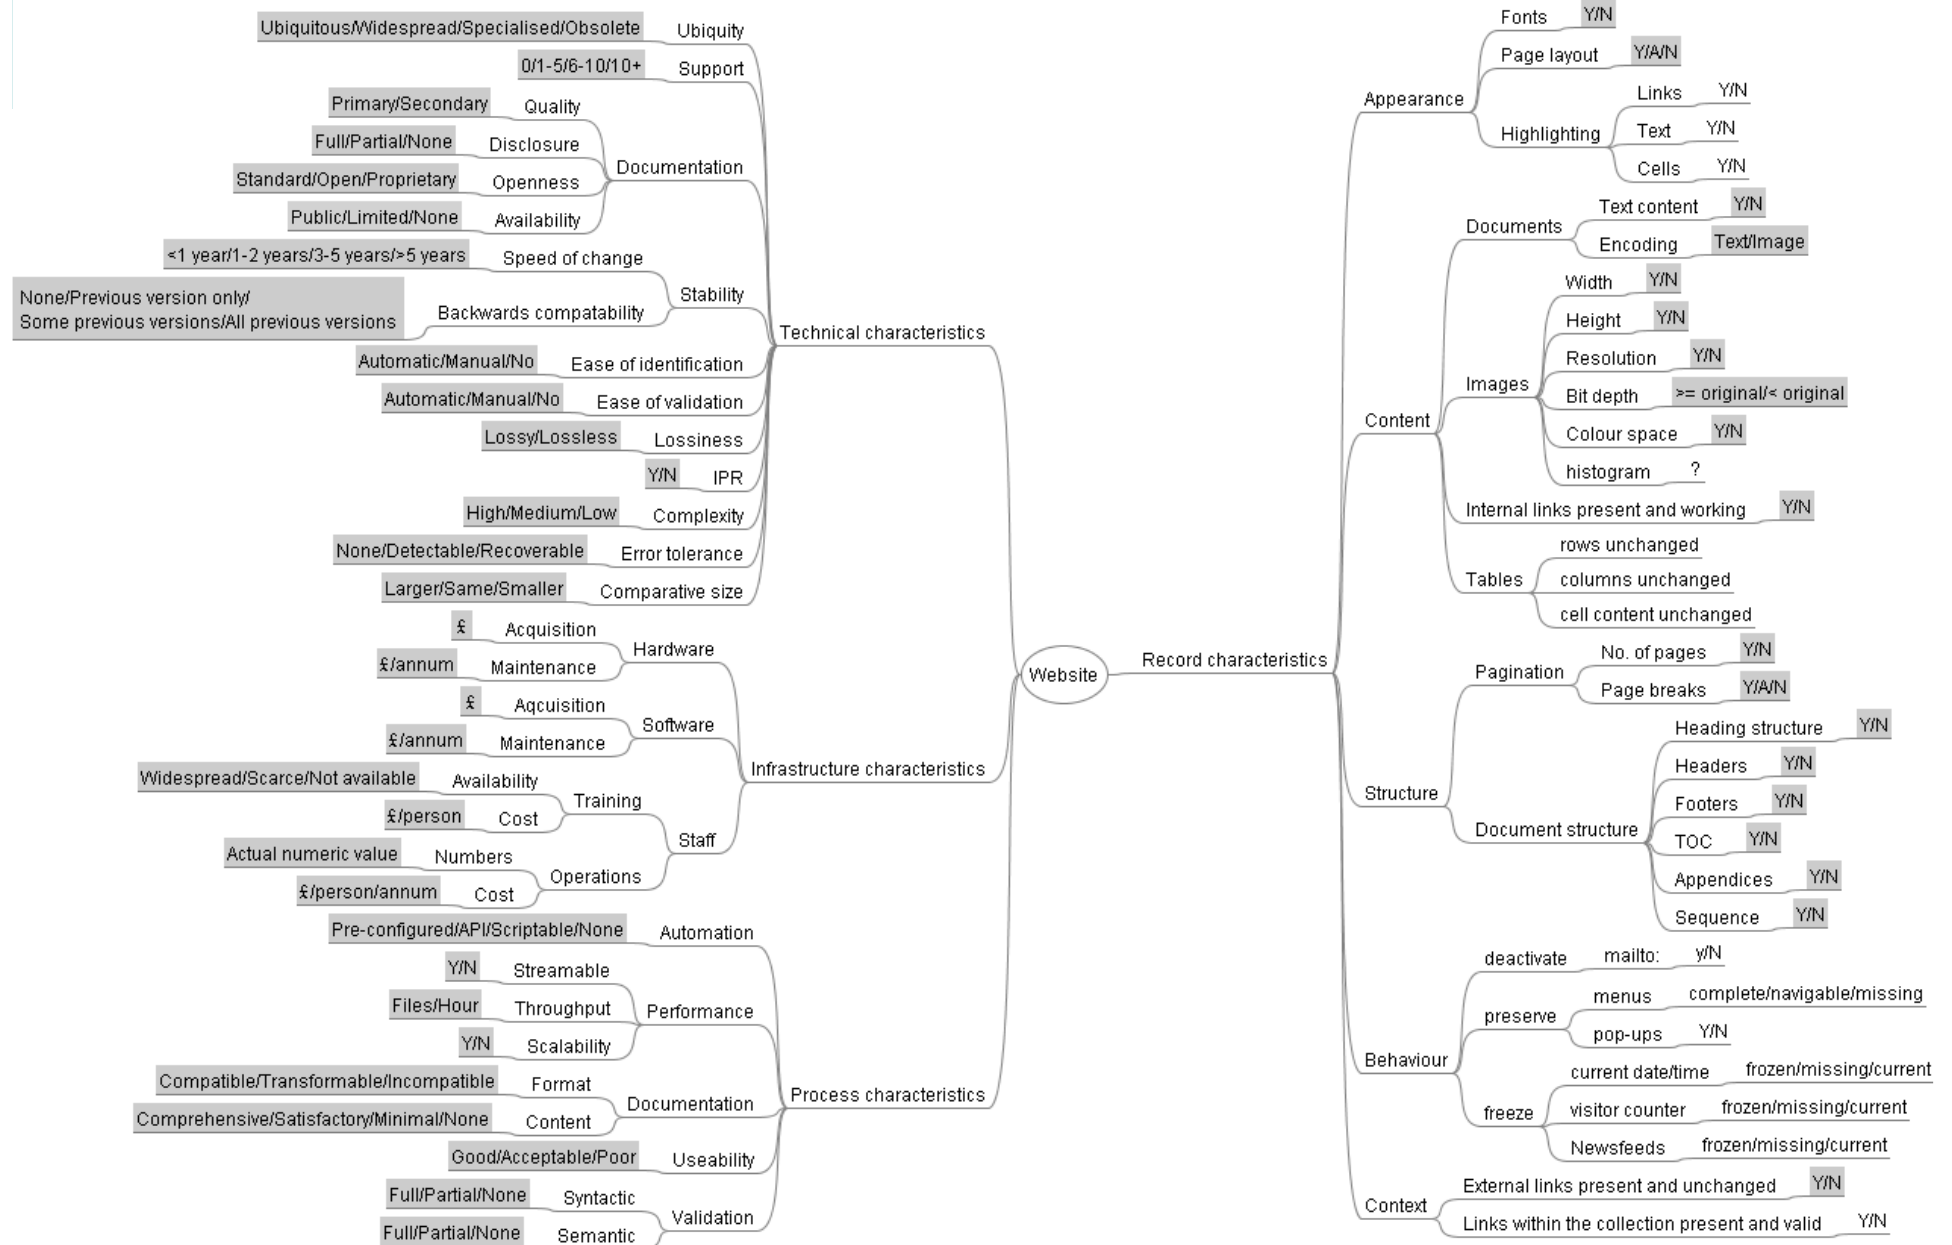 Ubiquitous/Widespread/Specialised/Obsolete Ubiquity
0/1-5/6-10/10+ Support
Primary/Secondary Quality
Full/Partial/None Disclosure
Documentation
Standard/Open/Proprietary Openness
Public/Limited/None Availability
<1 year/1-2 years/3-5 years/>5 years Speed of change
Stability
None/Previous version only/
Some previous versions/All previous versions
Backwards compatability
Technical characteristics
Automatic/Manual/No Ease of identification
Automatic/Manual/No Ease of validation
Lossy/Lossless Lossiness
Y/N IPR
High/Medium/Low Complexity
None/Detectable/Recoverable Error tolerance
Larger/Same/Smaller Comparative size
£ Acquisition
Hardware
£/annum Maintenance
£ Aqcuisition
Software
£/annum Maintenance
Infrastructure characteristics
Widespread/Scarce/Not available Availability
Training
£/person Cost
Staff
Actual numeric value Numbers
Operations
£/person/annum Cost
Pre-configured/API/Scriptable/None Automation
Y/N Streamable
Files/Hour Throughput
Performance
Y/N Scalability
Compatible/Transformable/Incompatible Format
Documentation
Process characteristics
Comprehensive/Satisfactory/Minimal/None Content
Good/Acceptable/Poor Useability
Full/Partial/None Syntactic
Validation
Full/Partial/None Semantic
Website
Record characteristics
Fonts Y/N
Page layout Y/A/N
Appearance
Links Y/N
Highlighting
Text Y/N
Cells Y/N
Text content Y/N
Documents
Encoding Text/Image
Width Y/N
Height Y/N
Resolution Y/N
Images
Bit depth >= original/< original
Content
Colour space Y/N
histogram ?
Internal links present and working Y/N
rows unchanged
Tables
columns unchanged
cell content unchanged
No. of pages Y/N
Pagination
Page breaks Y/A/N
Heading structure Y/N
Headers Y/N
Structure
Footers Y/N
Document structure
TOC Y/N
Appendices Y/N
Sequence Y/N
deactivate mailto: y/N
menus complete/navigable/missing
preserve
pop-ups Y/N
Behaviour
current date/time frozen/missing/current
freeze
visitor counter frozen/missing/current
Newsfeeds frozen/missing/current
External links present and unchanged Y/N
Context
Links within the collection present and valid Y/N